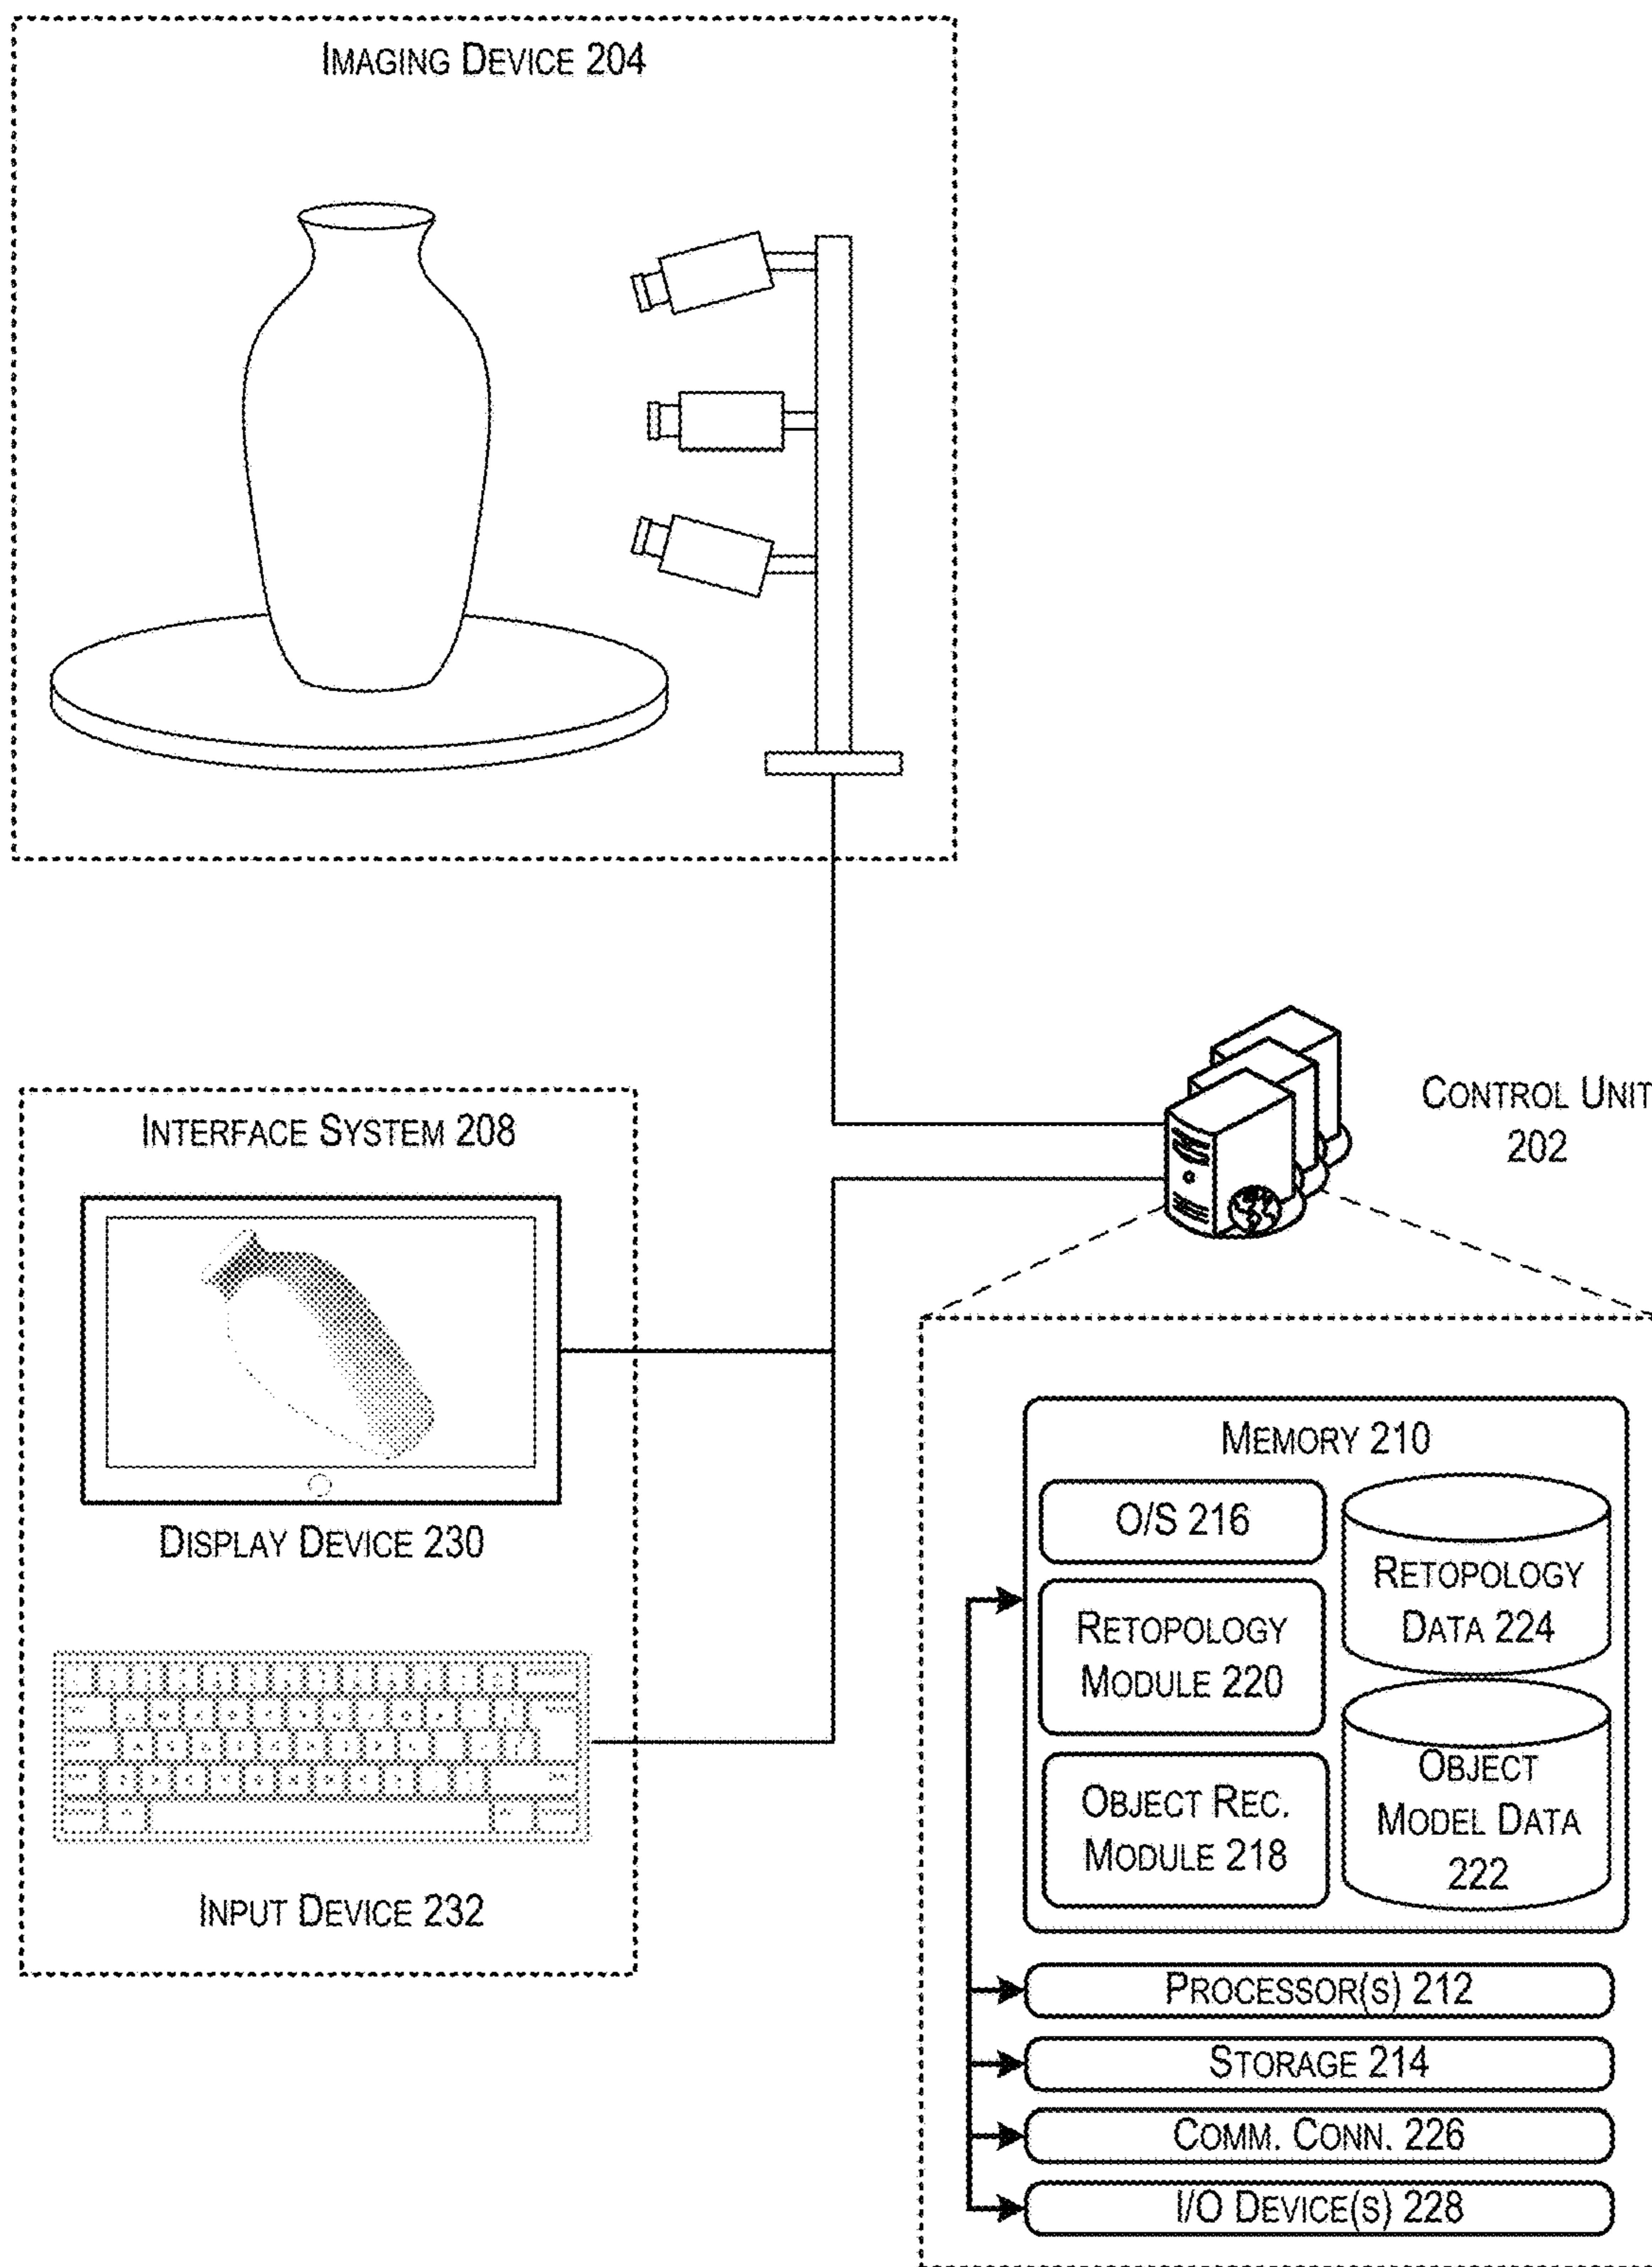 IMAGING DEVICE 204
CONTROL UNIT
202
INTERFACE SYSTEM 208
DISPLAY DEVICE 230
INPUT DEVICE 232
MEMORY 210
O/S 216
RETOPOLOGY
MODULE 220
OBJECT REC.
MODULE 218
RETOPOLOGY
DATA 224
OBJECT
MODEL DATA
222
PROCESSOR(S) 212
STORAGE 214
COMM. CONN. 226
I/O DEVICE(S) 228